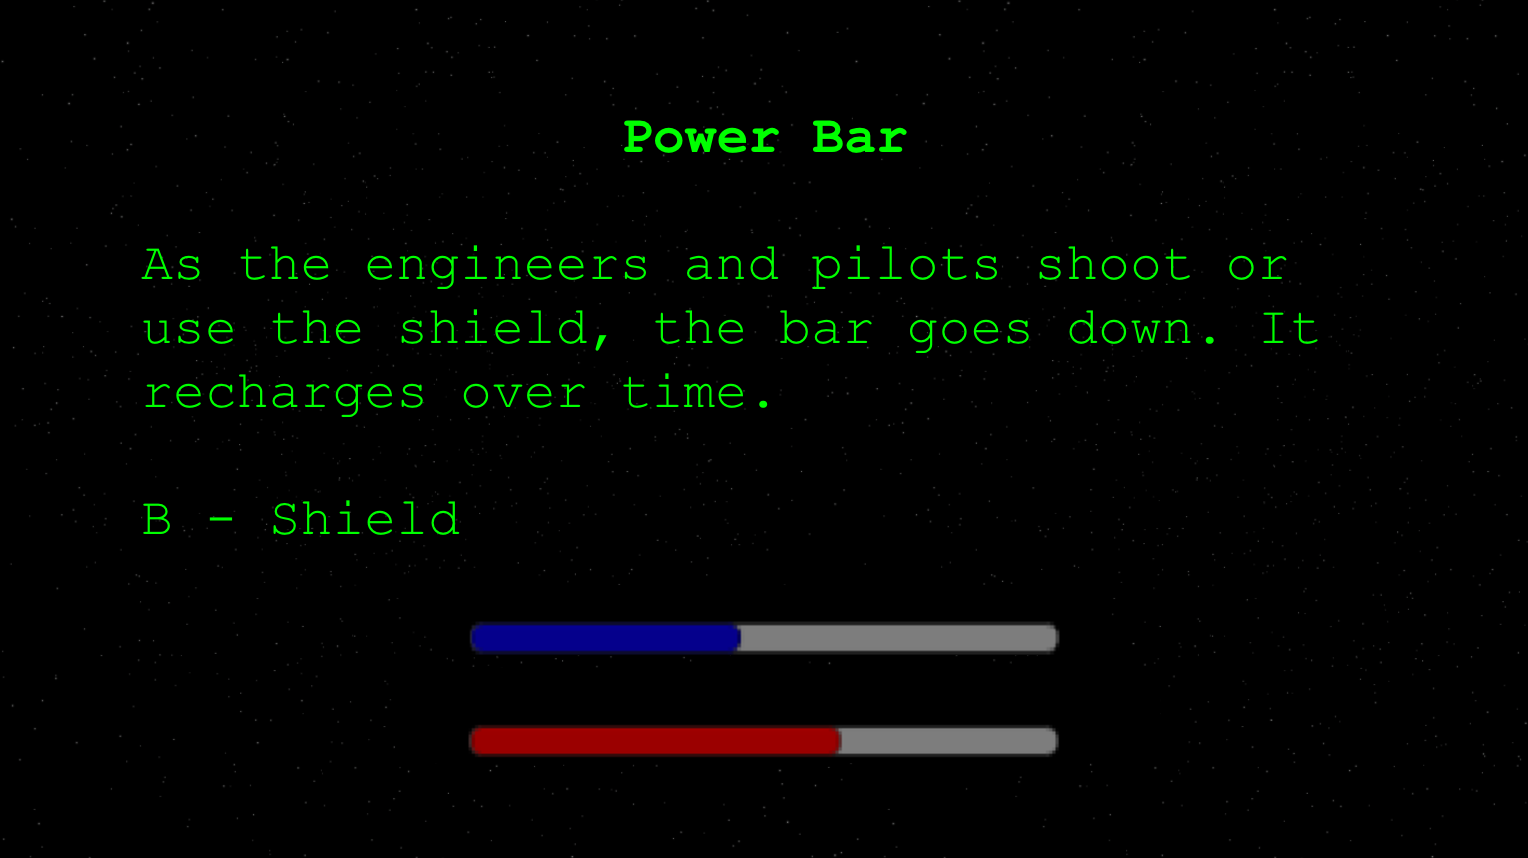 Power Bar
As the engineers and pilots shoot or
use the shield, the bar goes down. It
recharges over time.
B - Shield